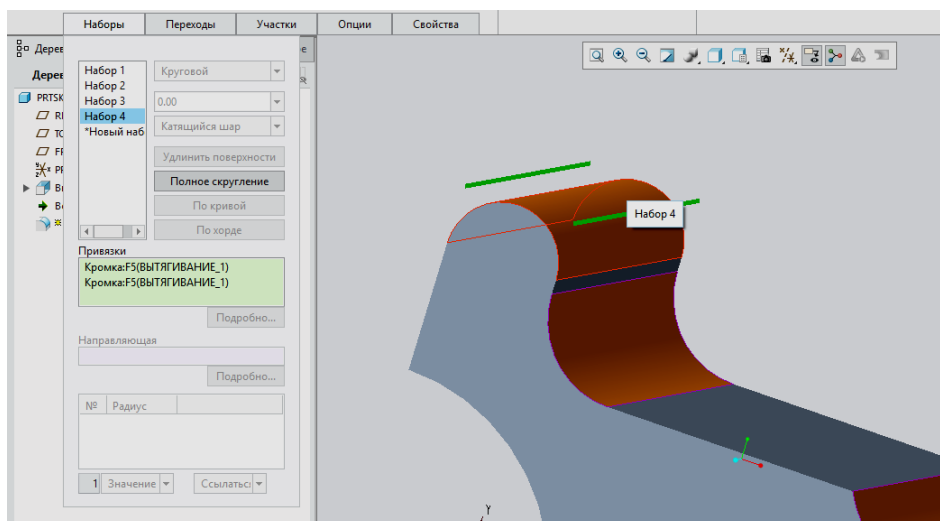 Наборы Переходы Участки Опции Свойства
Дерев е
Дерев
Набор 1 Круговой
Набор 2
PRTSK Набор 3 0.00
Набор 4
*Новый наб Катящийся шар
Удлинить поверхности
Полное скругление
По кривой
По хорде
Набор 4
Привязки
Кромка:F5(ВЫТЯГИВАНИЕ_1)
Кромка:F5(ВЫТЯГИВАНИЕ_1)
Подробно...
Направляющая
Подробно...
№ Радиус
1 Значение Ссылатьс
Y